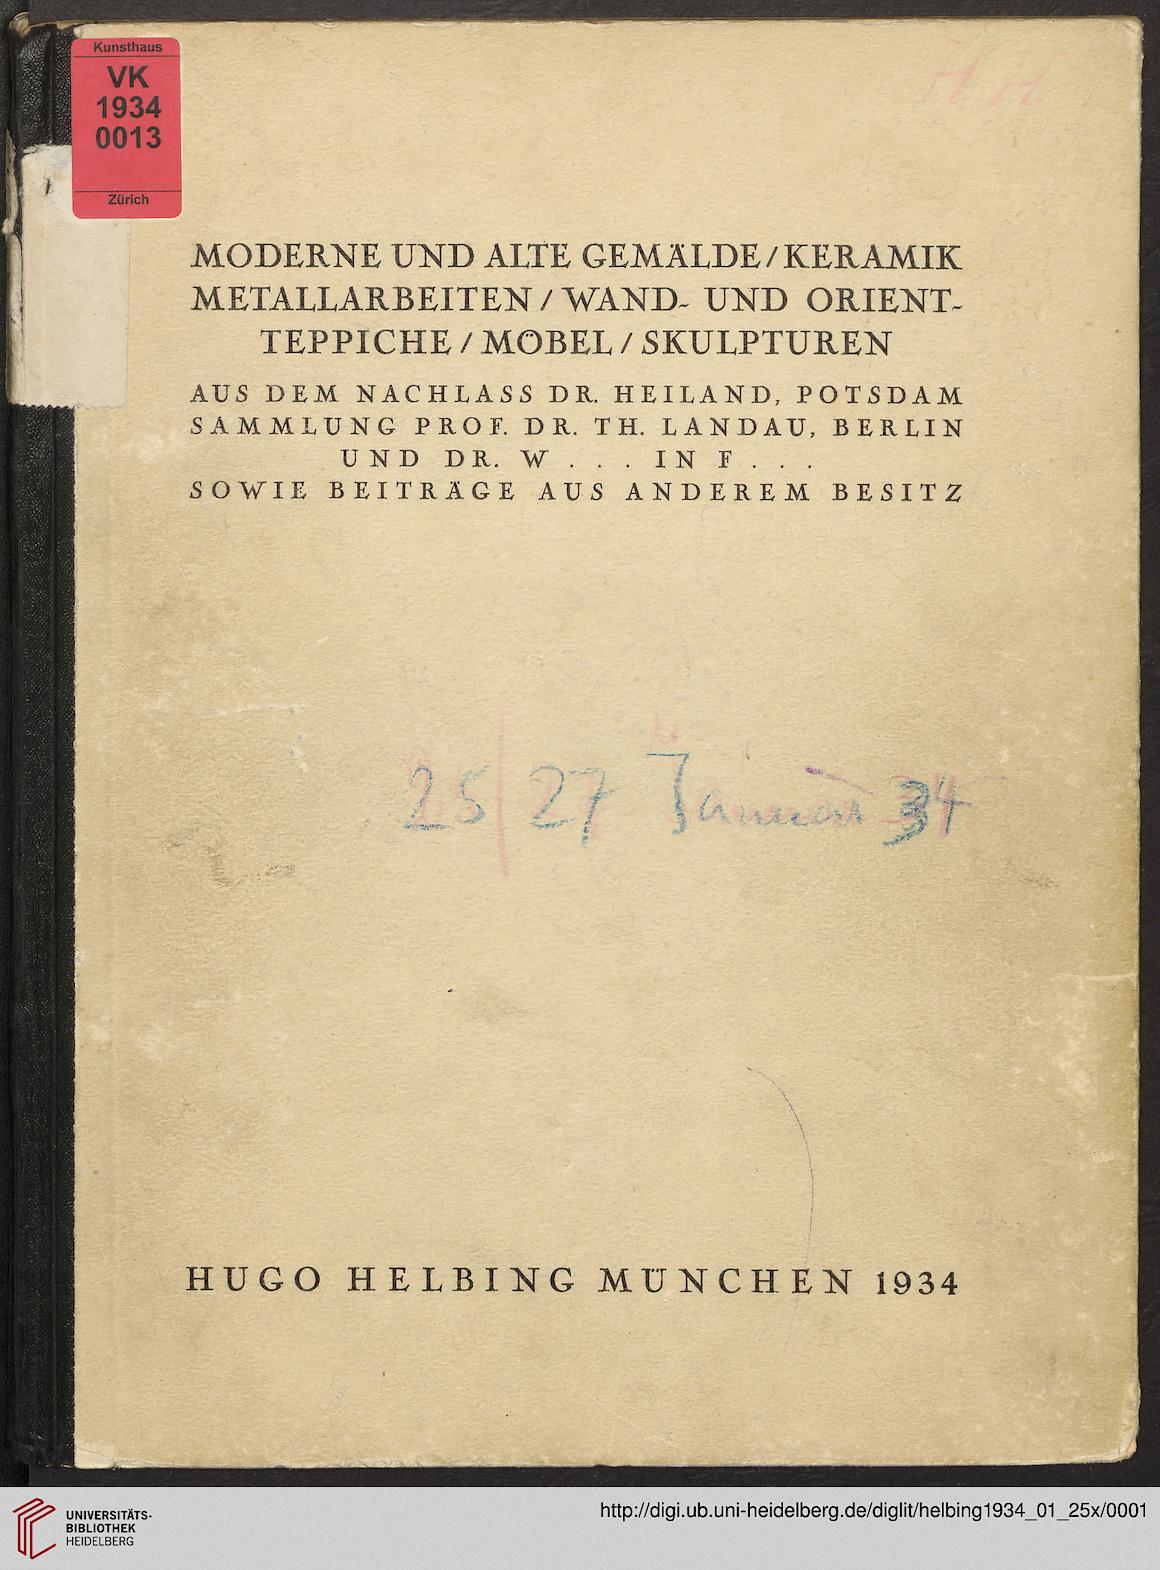 Kunsthaus
VK
1934
0013
Zürich
H. H.
MODERNE UND ALTE GEMÄLDE / KERAMIK
METALLARBEITEN / WAND- UND ORIENT-
TEPPICHE / MÖBEL / SKULPTUREN
AUS DEM NACHLASS DR. HEILAND, POTSDAM
SAMMLUNG PROF. DR. TH. LANDAU, BERLIN
UND DR. W . . . IN F . . .
SOWIE BEITRÄGE AUS ANDEREM BESITZ
25/27 Januar 34
HUGO HELBING MÜNCHEN 1934
UNIVERSITÄTS-
BIBLIOTHEK
HEIDELBERG
http://digi.ub.uni-heidelberg.de/diglit/helbing1934_01_25x/0001